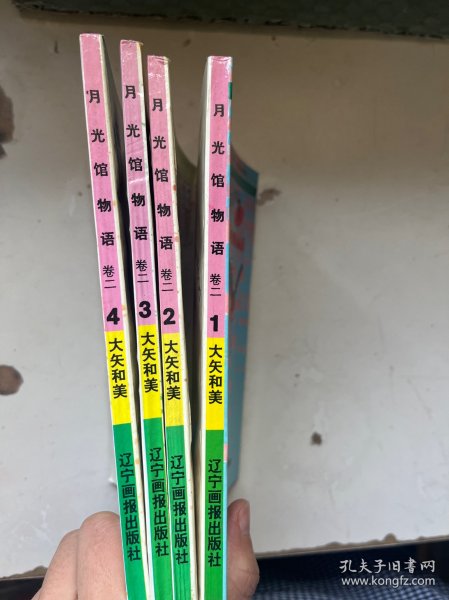 月光馆物语 卷二 4 大矢和美 辽宁画报出版社
月光馆物语 卷二 3 大矢和美 辽宁画报出版社
月光馆物语 卷二 2 大矢和美 辽宁画报出版社
月光馆物语 卷二 1 大矢和美 辽宁画报出版社
孔夫子旧书网
www.kongfz.com